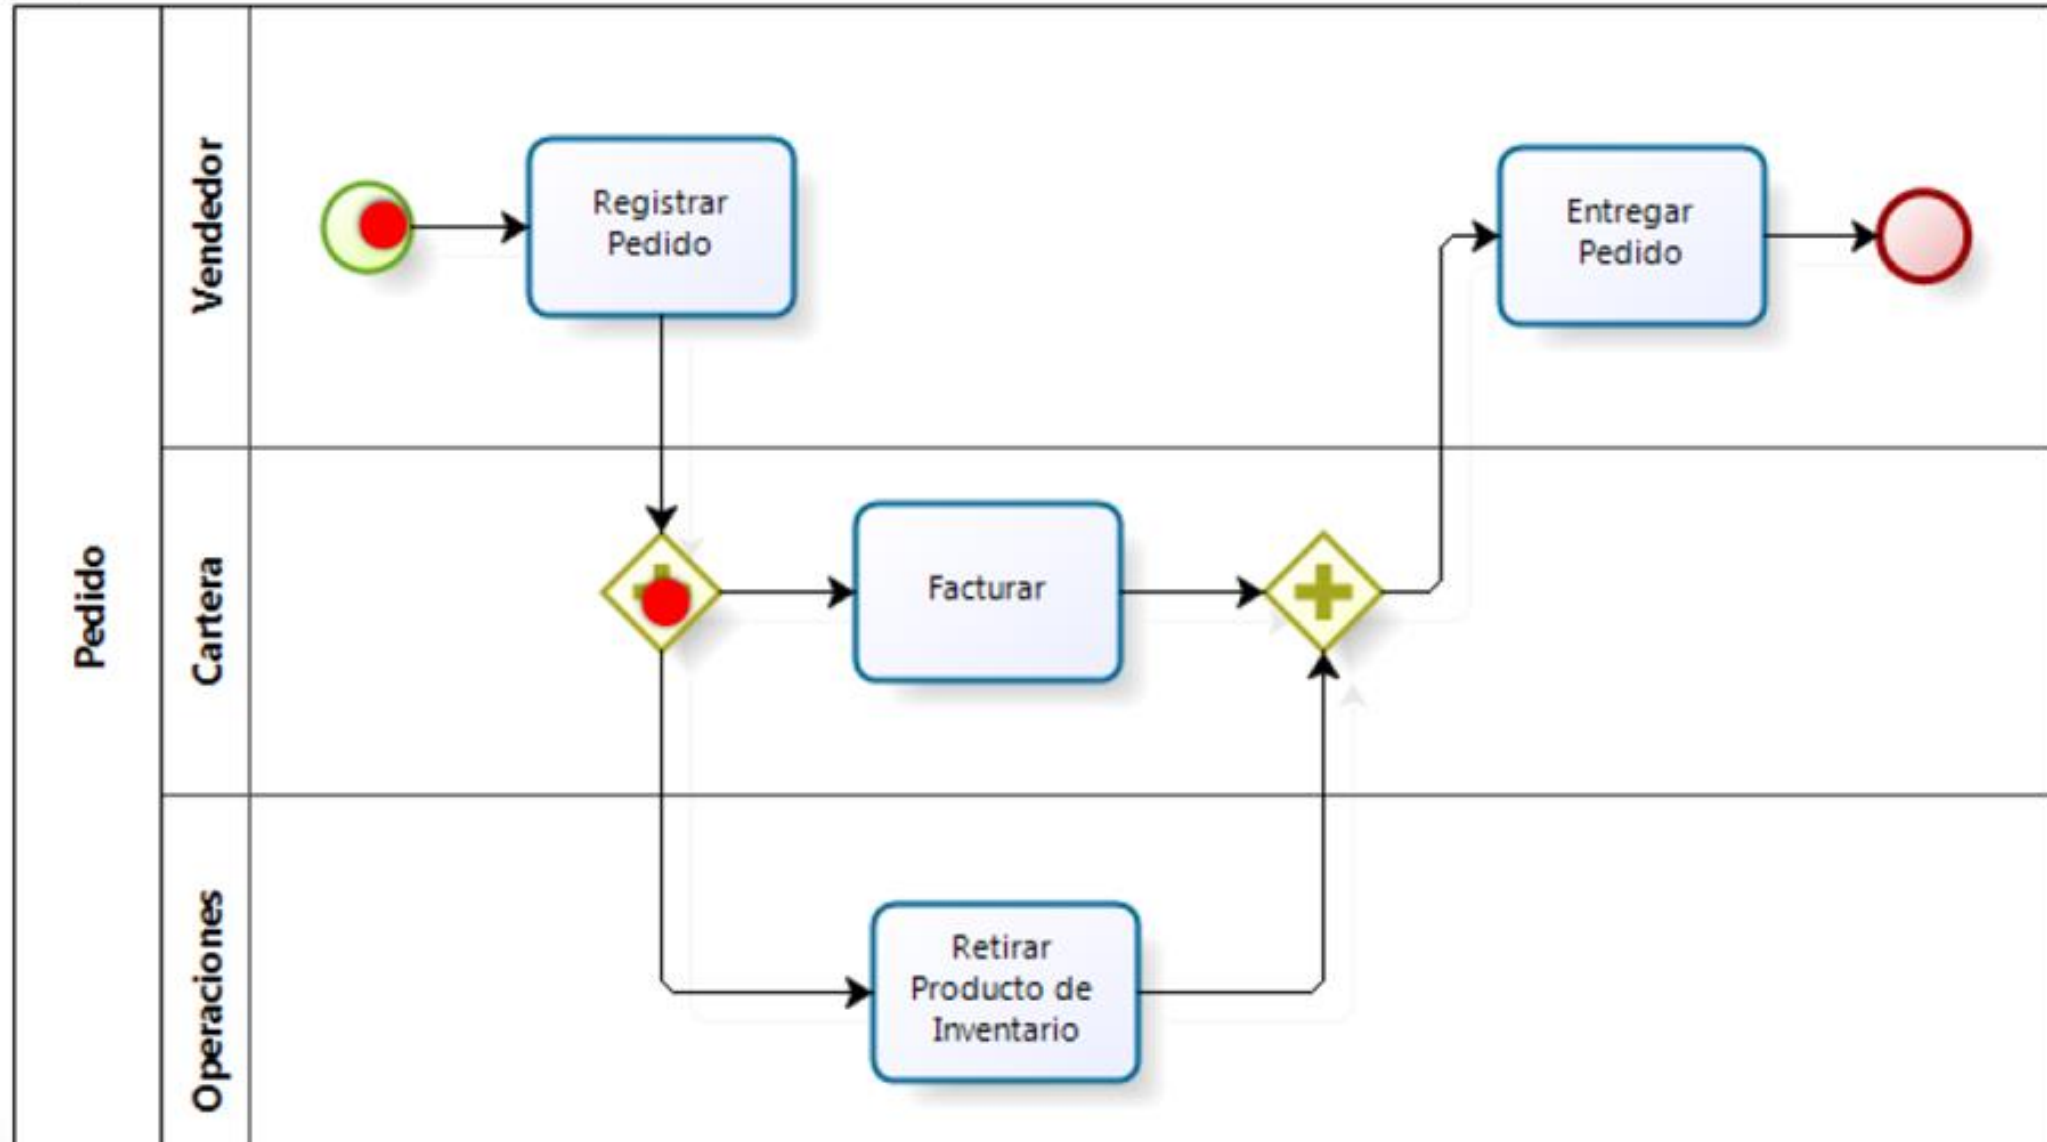 Pedido
Vendedor
Registrar
Pedido
Entregar
Pedido
Cartera
Facturar
Operaciones
Retirar
Producto de
Inventario